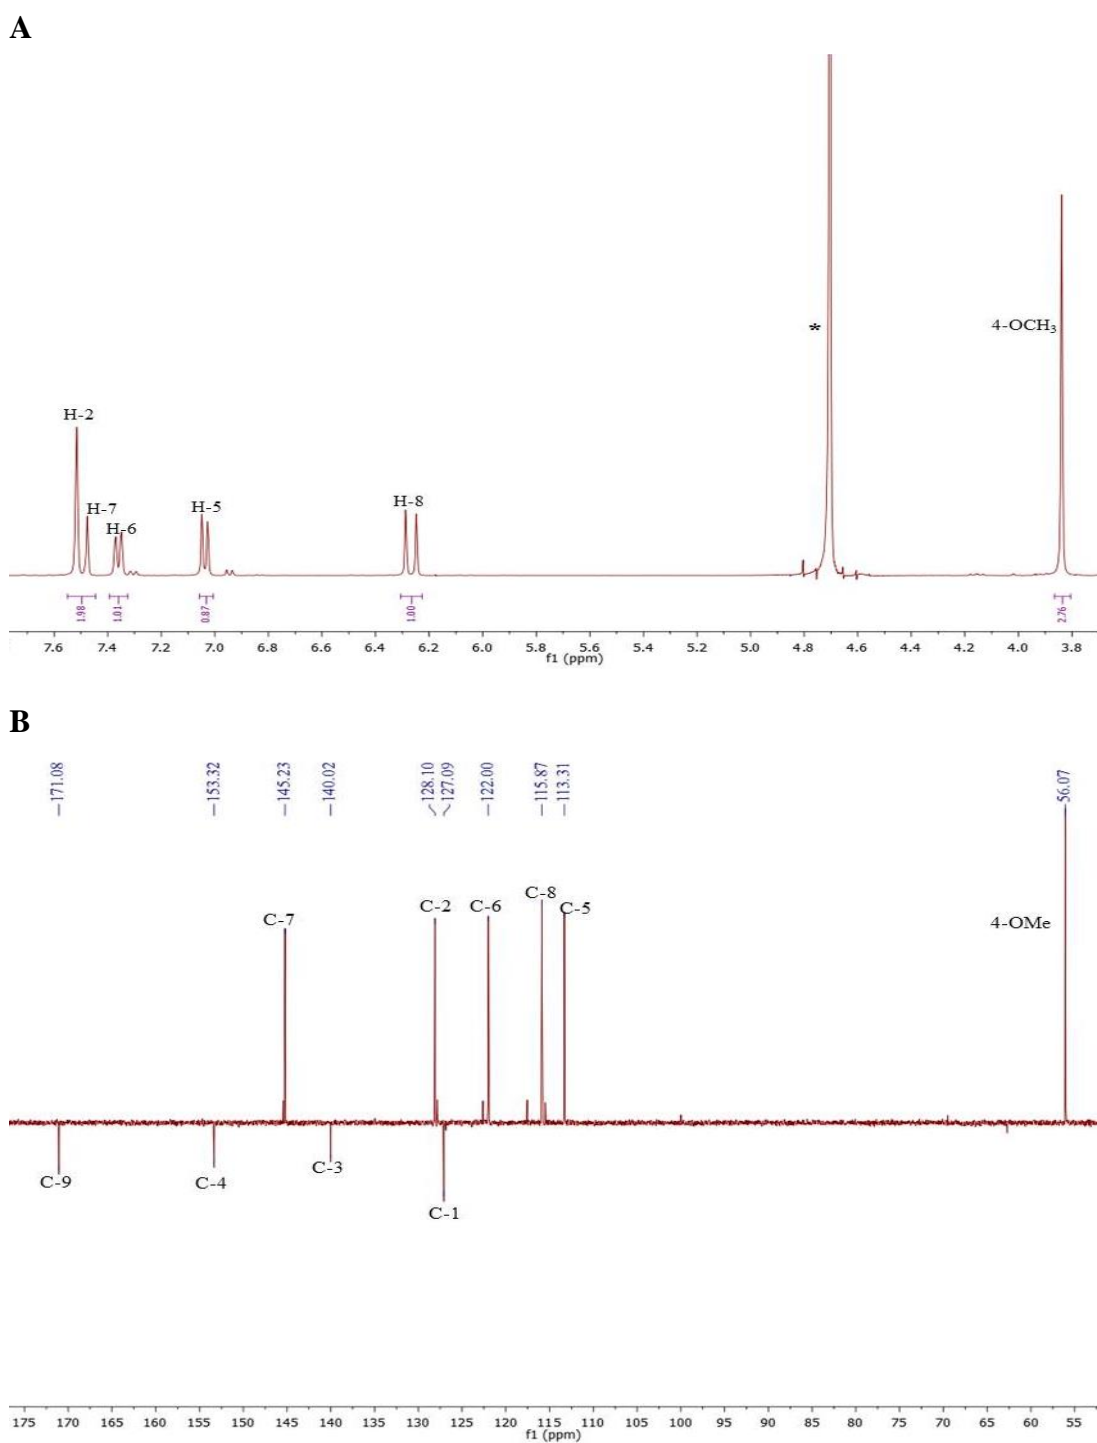 A
*
4-OCH₃
H-2
H-7
H-6
H-5
H-8
1.98
1.01
0.87
1.00
2.76
7.6 7.4 7.2 7.0 6.8 6.6 6.4 6.2 6.0 5.8 5.6 5.4 5.2 5.0 4.8 4.6 4.4 4.2 4.0 3.8
f1 (ppm)
B
171.08 153.32 145.23 140.02 128.10 127.09 122.00 115.87 113.31 56.07
C-7 C-2 C-6 C-8 C-5
4-OMe
C-9 C-4 C-3 C-1
175 170 165 160 155 150 145 140 135 130 125 120 115 110 105 100 95 90 85 80 75 70 65 60 55
f1 (ppm)